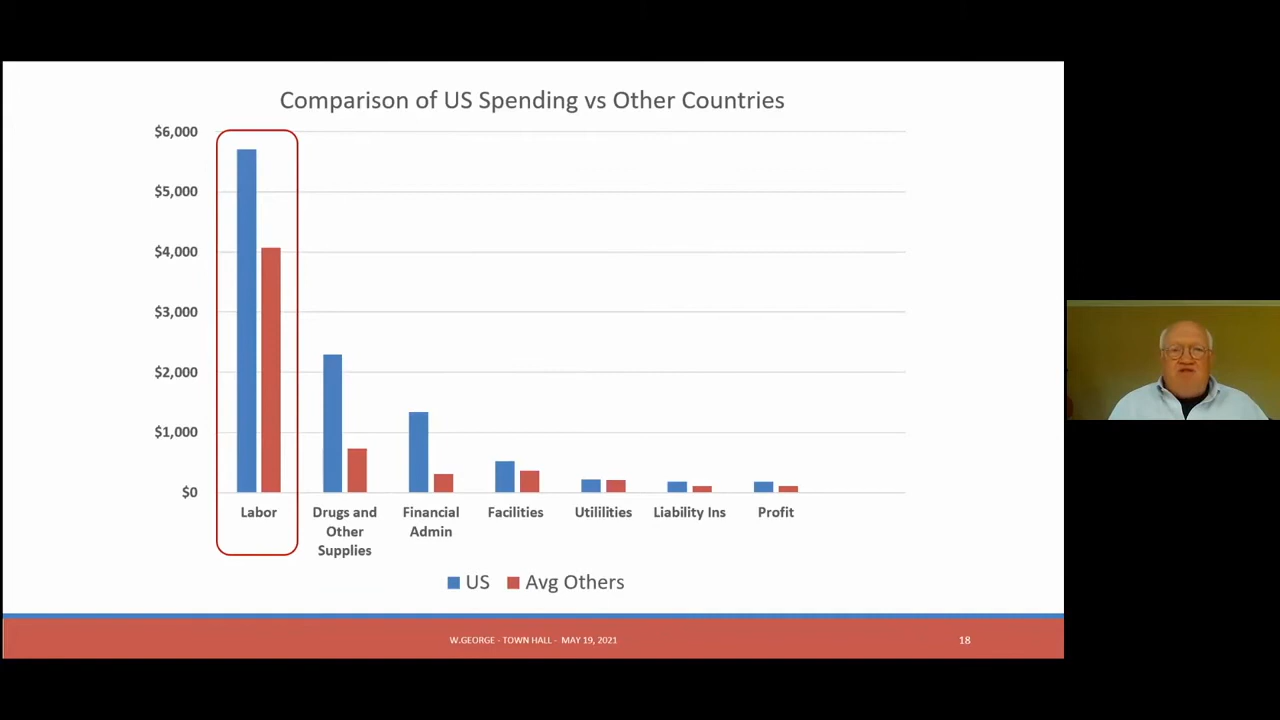 Comparison of US Spending vs Other Countries
$6,000
$5,000
$4,000
$3,000
$2,000
$1,000
$0
Labor
Drugs and
Other
Supplies
Financial
Admin
Facilities
Utililities
Liability Ins
Profit
US
Avg Others
W.GEORGE - TOWN HALL - MAY 19, 2021
18